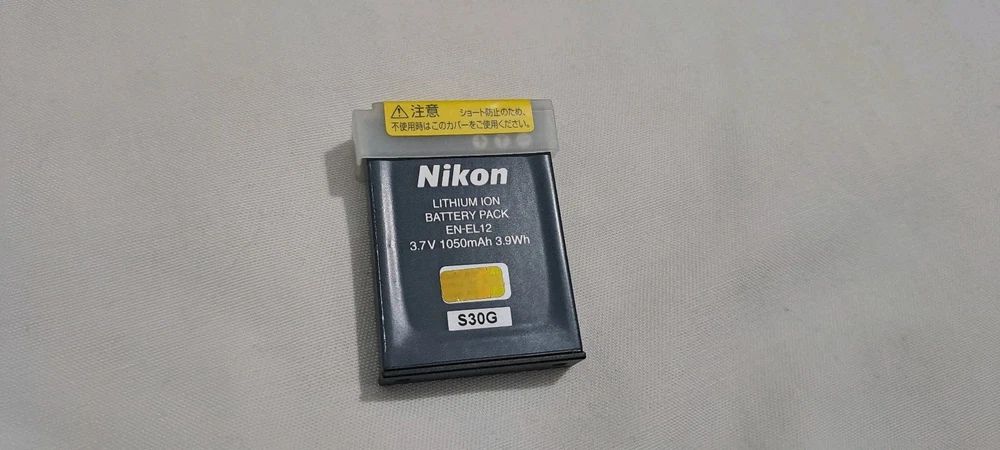 注意 ショート防止のため、
不使用時はこのカバーをご使用ください。
Nikon
LITHIUM ION
BATTERY PACK
EN-EL12
3.7V 1050mAh 3.9Wh
S30G